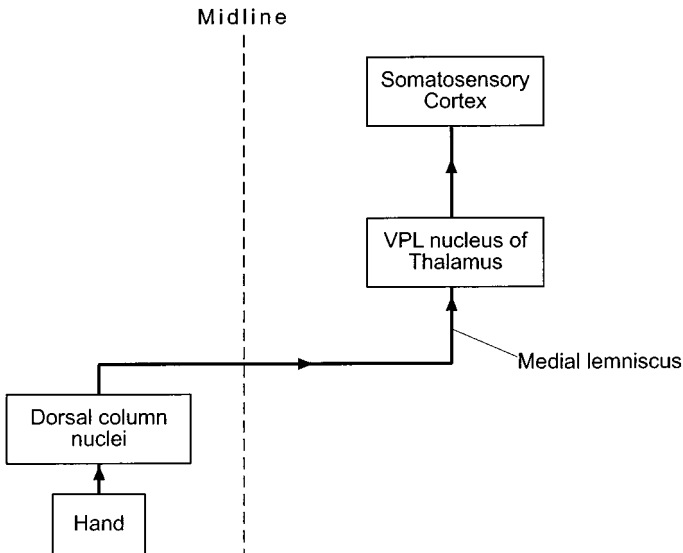 Midline
Somatosensory
Cortex
VPL nucleus of
Thalamus
Medial lemniscus
Dorsal column
nuclei
Hand